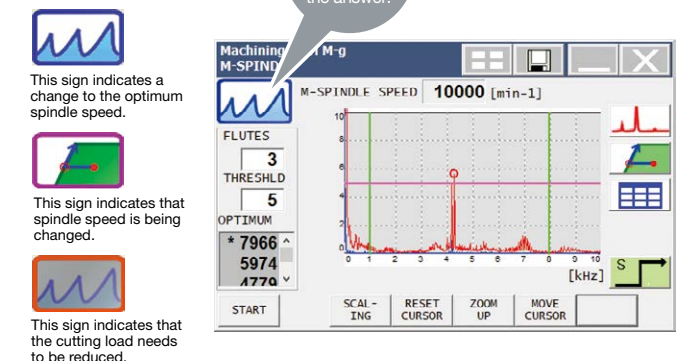 the answer.
This sign indicates a
change to the optimum
spindle speed.
This sign indicates that
spindle speed is being
changed.
This sign indicates that
the cutting load needs
to be reduced.
Machining
M-g
M-SPIND
M-SPINDLE SPEED 10000 [min-1]
FLUTES
3
THRESHLD
5
OPTIMUM
* 7966
5974
4779
10
8
6
4
2
0
0 1 2 3 4 5 6 7 8 9 10
[kHz]
S
START
SCAL-
ING
RESET
CURSOR
ZOOM
UP
MOVE
CURSOR